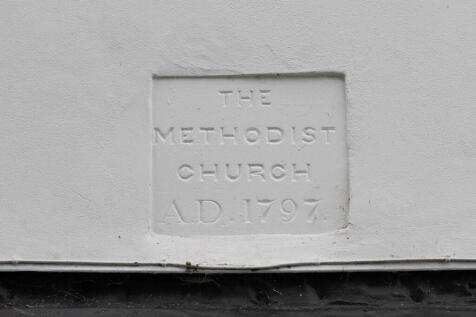 THE
METHODIST
CHURCH
A.D. 1797.